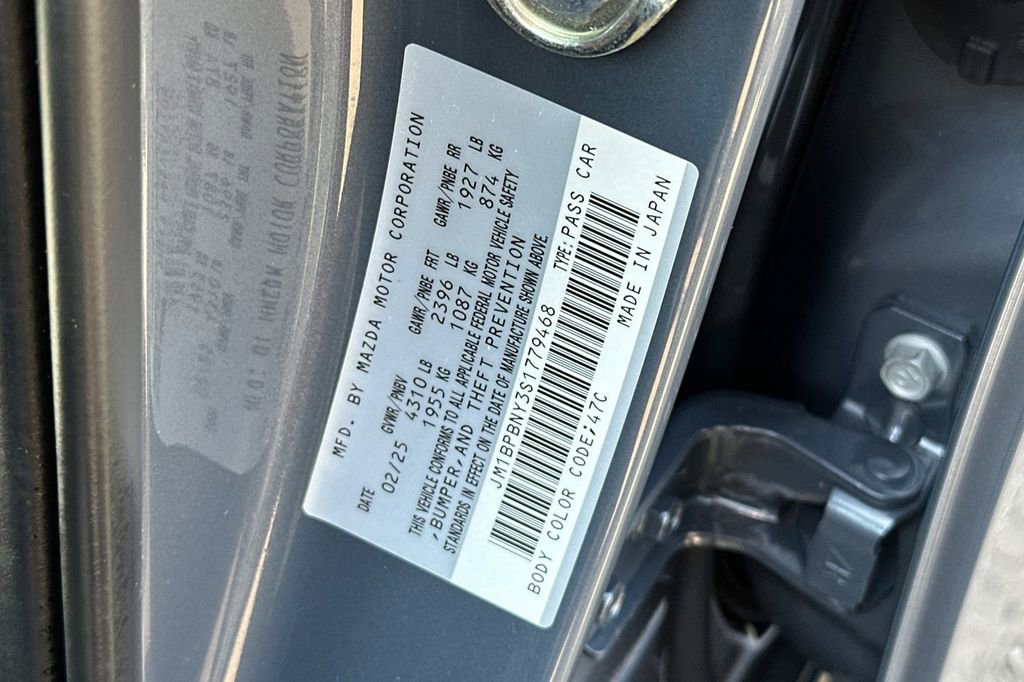 MFD. BY MAZDA MOTOR CORPORATION
DATE GVWR/PNBV GAWR/PNBE FRT GAWR/PNBE RR
02/25 4310 LB 2396 LB 1927 LB
1955 KG 1087 KG 874 KG
THIS VEHICLE CONFORMS TO ALL APPLICABLE FEDERAL MOTOR VEHICLE SAFETY
,BUMPER,AND THEFT PREVENTION
STANDARDS IN EFFECT ON THE DATE OF MANUFACTURE SHOWN ABOVE.
JM1BPBNY3S1779468 TYPE:PASS CAR
BODY COLOR CODE:47C MADE IN JAPAN